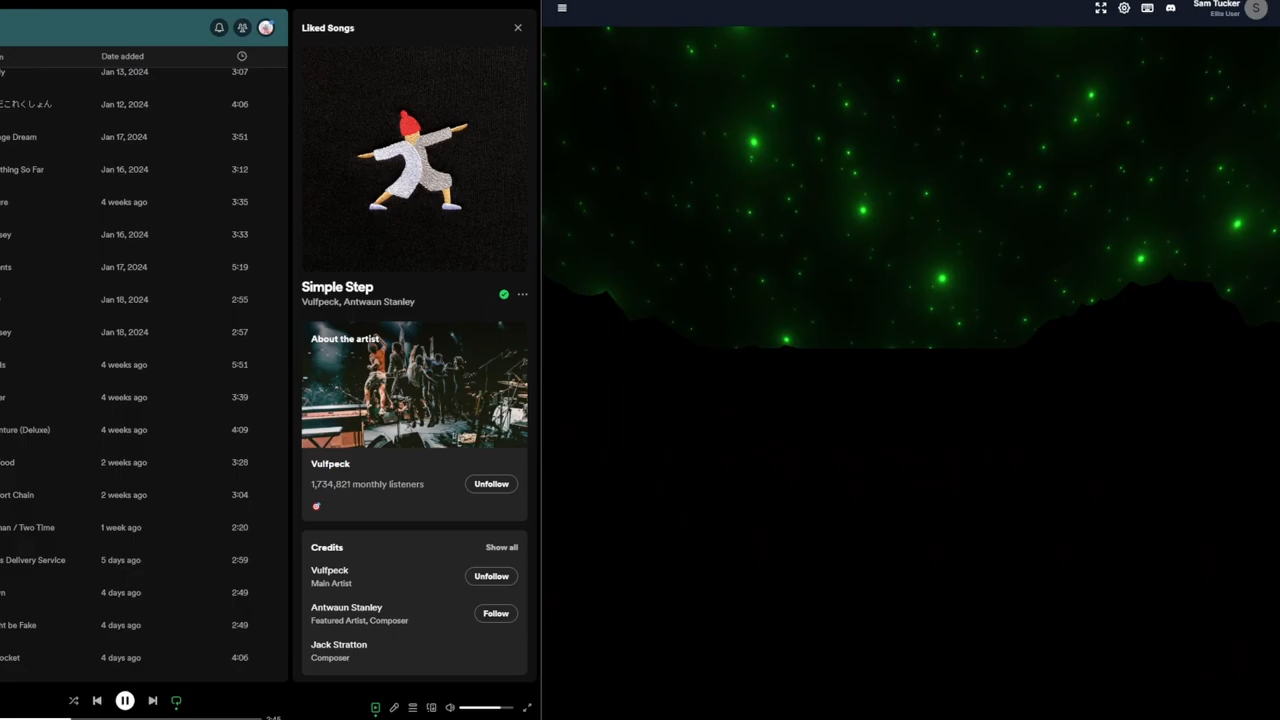 Liked Songs
Sam Tucker
Elite User
S
Date added
Jan 13, 2024 3:07
これくしょん Jan 12, 2024 4:06
Dream Jan 17, 2024 3:51
thing So Far Jan 16, 2024 3:12
4 weeks ago 3:35
Jan 16, 2024 3:33
Jan 17, 2024 5:19
Jan 18, 2024 2:55
Jan 18, 2024 2:57
4 weeks ago 5:51
4 weeks ago 3:39
nture (Deluxe) 4 weeks ago 4:09
ood 2 weeks ago 3:28
ort Chain 2 weeks ago 3:04
nan / Two Time 1 week ago 2:20
s Delivery Service 5 days ago 2:59
4 days ago 2:49
ht be Fake 4 days ago 2:49
ocket 4 days ago 4:06
Simple Step
Vulfpeck, Antwaun Stanley
About the artist
Vulfpeck
1,734,821 monthly listeners
Unfollow
Credits
Show all
Vulfpeck
Main Artist
Unfollow
Antwaun Stanley
Featured Artist, Composer
Follow
Jack Stratton
Composer